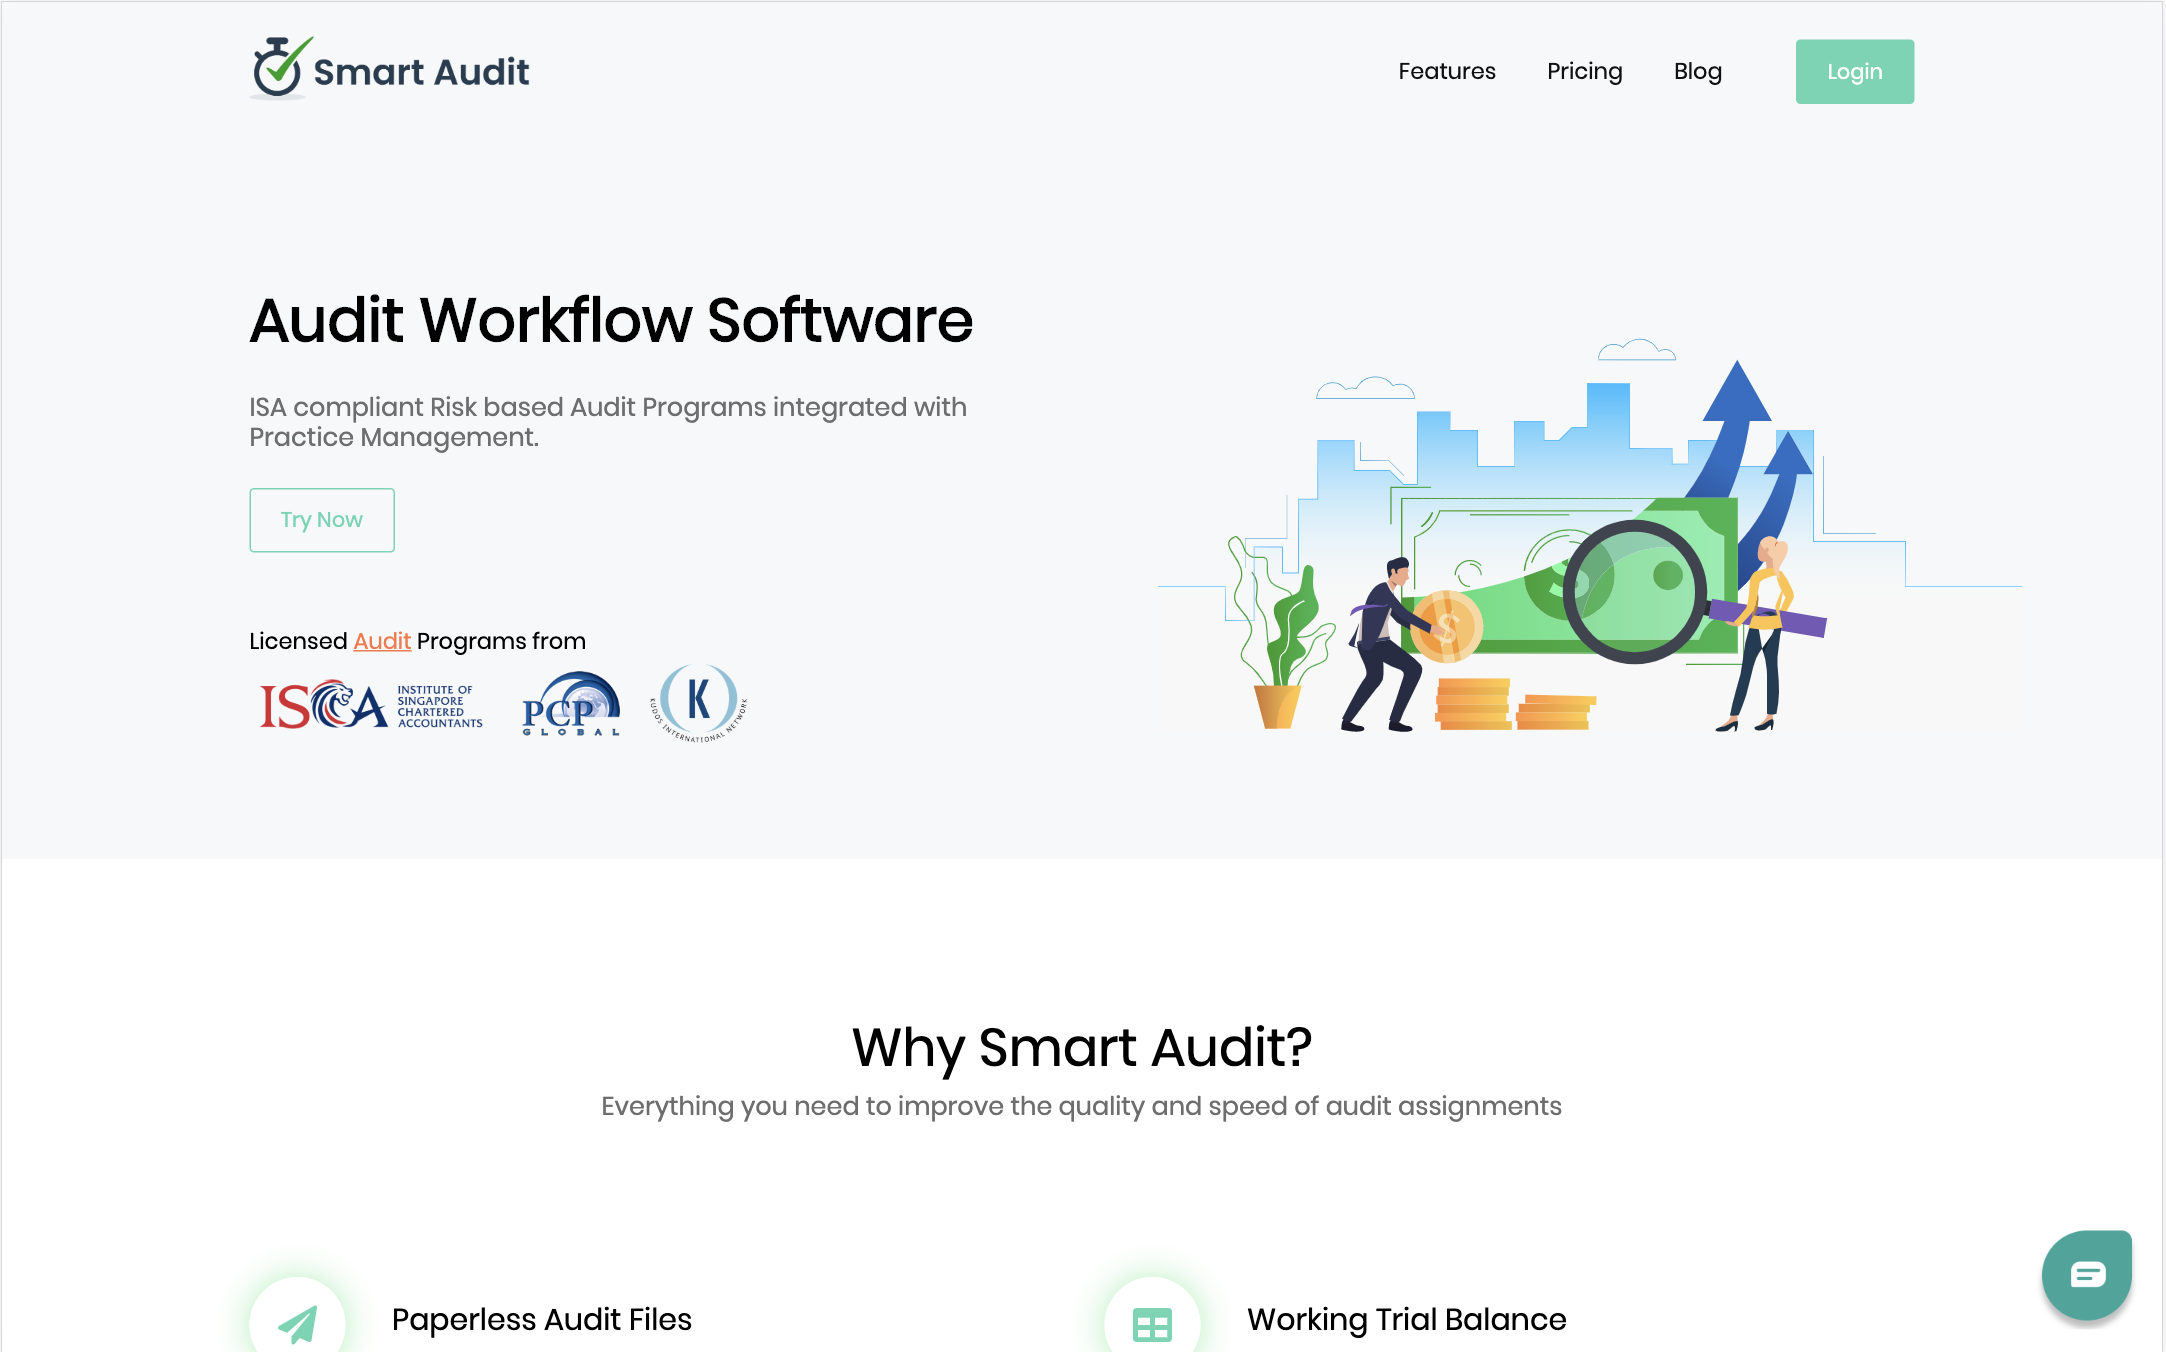 Smart Audit
Features
Pricing
Blog
Login
Audit Workflow Software
ISA compliant Risk based Audit Programs integrated with
Practice Management.
Try Now
Licensed Audit Programs from
ISCA
INSTITUTE OF
SINGAPORE
CHARTERED
ACCOUNTANTS
PCP
GLOBAL
K
KUDOS INTERNATIONAL NETWORK
$
$
Why Smart Audit?
Everything you need to improve the quality and speed of audit assignments
Paperless Audit Files
Working Trial Balance